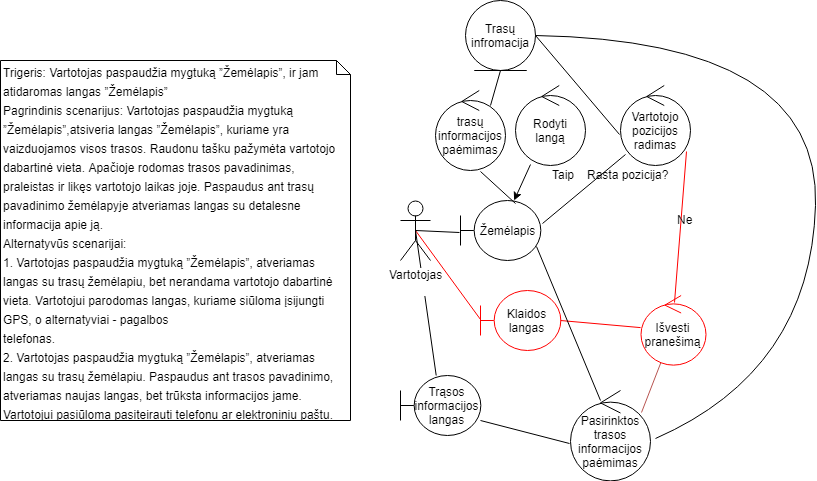 Trigeris: Vartotojas paspaudžia mygtuką ”Žemėlapis”, ir jam
atidaromas langas ”Žemėlapis”
Pagrindinis scenarijus: Vartotojas paspaudžia mygtuką
”Žemėlapis”,atsiveria langas ”Žemėlapis”, kuriame yra
vaizduojamos visos trasos. Raudonu tašku pažymėta vartotojo
dabartinė vieta. Apačioje rodomas trasos pavadinimas,
praleistas ir likęs vartotojo laikas joje. Paspaudus ant trasų
pavadinimo žemėlapyje atveriamas langas su detalesne
informacija apie ją.
Alternatyvūs scenarijai:
1. Vartotojas paspaudžia mygtuką ”Žemėlapis”, atveriamas
langas su trasų žemėlapiu, bet nerandama vartotojo dabartinė
vieta. Vartotojui parodomas langas, kuriame siūloma įsijungti
GPS, o alternatyviai - pagalbos
telefonas.
2. Vartotojas paspaudžia mygtuką ”Žemėlapis”, atveriamas
langas su trasų žemėlapiu. Paspaudus ant trasos pavadinimo,
atveriamas naujas langas, bet trūksta informacijos jame.
Vartotojui pasiūloma pasiteirauti telefonu ar elektroniniu paštu.
Trasų
infromacija
trasų
informacijos
paėmimas
Rodyti
langą
Vartotojo
pozicijos
radimas
Taip
Rasta pozicija?
Ne
Žemėlapis
Vartotojas
Klaidos
langas
Išvesti
pranešimą
Trąsos
informacijos
langas
Pasirinktos
trasos
informacijos
paėmimas